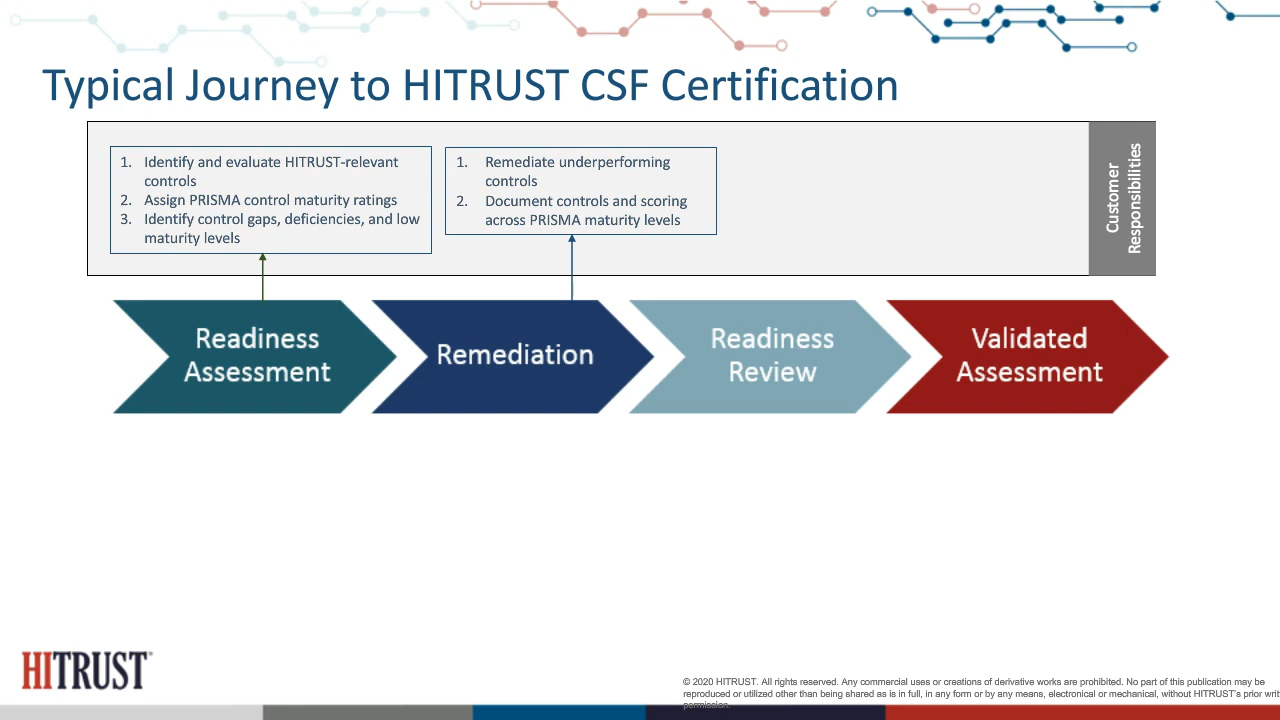 Typical Journey to HITRUST CSF Certification
1. Identify and evaluate HITRUST-relevant
controls
2. Assign PRISMA control maturity ratings
3. Identify control gaps, deficiencies, and low
maturity levels
1. Remediate underperforming
controls
2. Document controls and scoring
across PRISMA maturity levels
Customer
Responsibilities
Readiness
Assessment
Remediation
Readiness
Review
Validated
Assessment
HITRUST™
© 2020 HITRUST. All rights reserved. Any commercial uses or creations of derivative works are prohibited. No part of this publication may be
reproduced or utilized other than being shared as is in full, in any form or by any means, electronical or mechanical, without HITRUST's prior writ
permission.